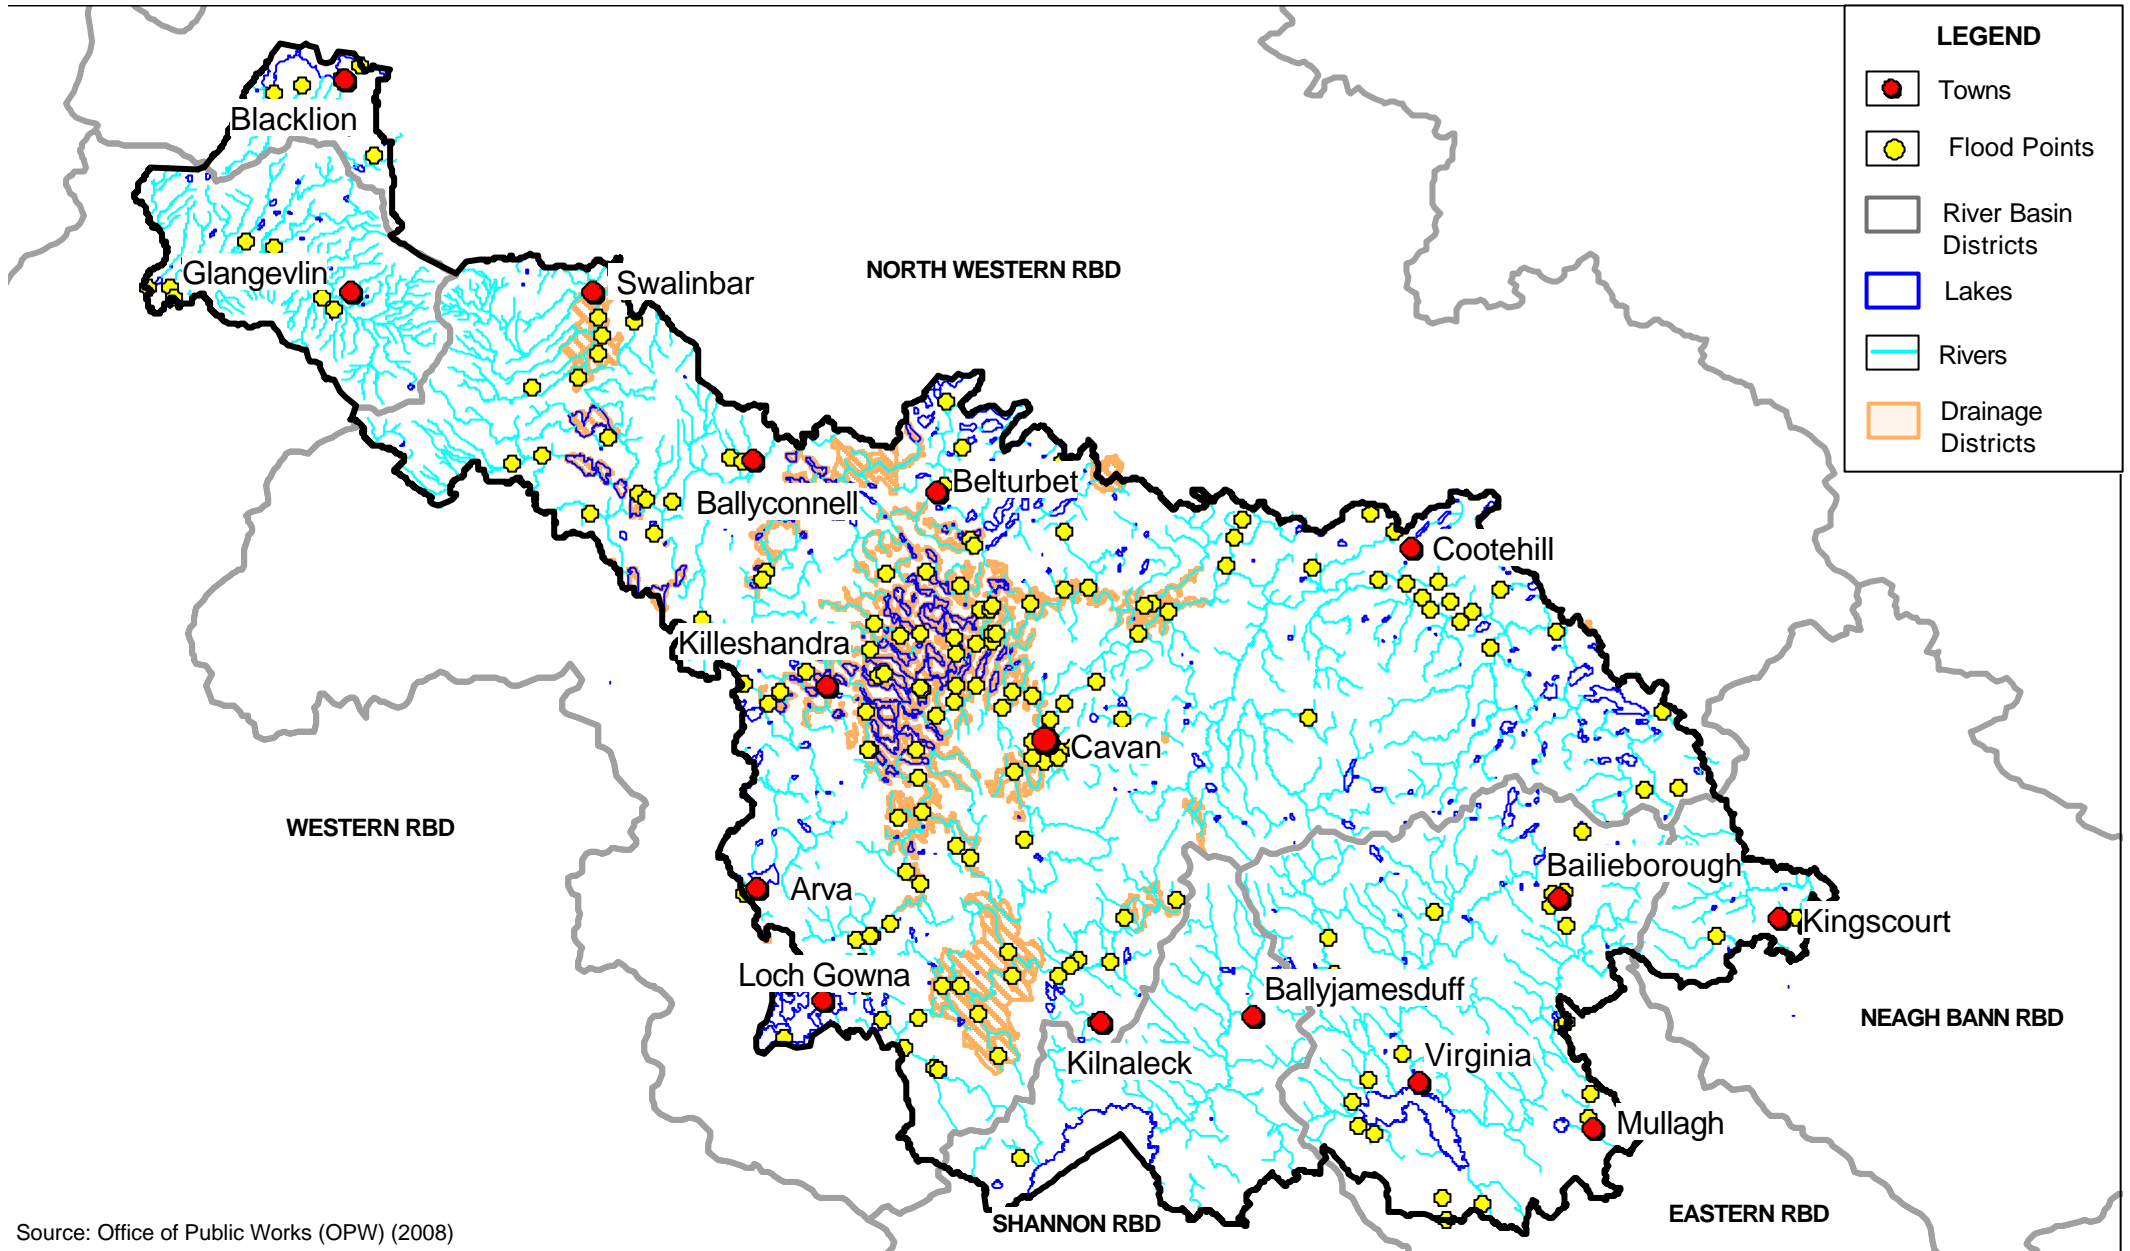 LEGEND
Towns
Flood Points
River Basin
Districts
Lakes
Rivers
Drainage
Districts
Blacklion
Glangevlin
Swalinbar
NORTH WESTERN RBD
Belturbet
Ballyconnell
Cootehill
Killeshandra
Cavan
WESTERN RBD
Bailieborough
Arva
Kingscourt
Loch Gowna
Ballyjamesduff
NEAGH BANN RBD
Virginia
Kilnaleck
Mullagh
EASTERN RBD
SHANNON RBD
Source: Office of Public Works (OPW) (2008)